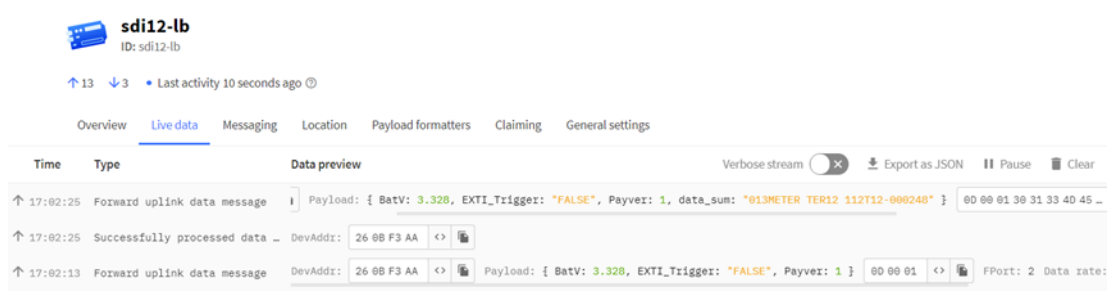 sdi12-lb
ID: sdi12-lb
↑ 13 ↓ 3 • Last activity 10 seconds ago
Overview Live data Messaging Location Payload formatters Claiming General settings
Time Type Data preview Verbose stream Export as JSON Pause Clear
↑ 17:02:25 Forward uplink data message Payload: { BatV: 3.328, EXTI_Trigger: "FALSE", Payver: 1, data_sum: "013METER TER12 112T12-000248" } 0D 00 01 30 31 33 4D 45 …
↑ 17:02:25 Successfully processed data … DevAddr: 26 0B F3 AA <>
↑ 17:02:13 Forward uplink data message DevAddr: 26 0B F3 AA <> Payload: { BatV: 3.328, EXTI_Trigger: "FALSE", Payver: 1 } 0D 00 01 <> FPort: 2 Data rate: